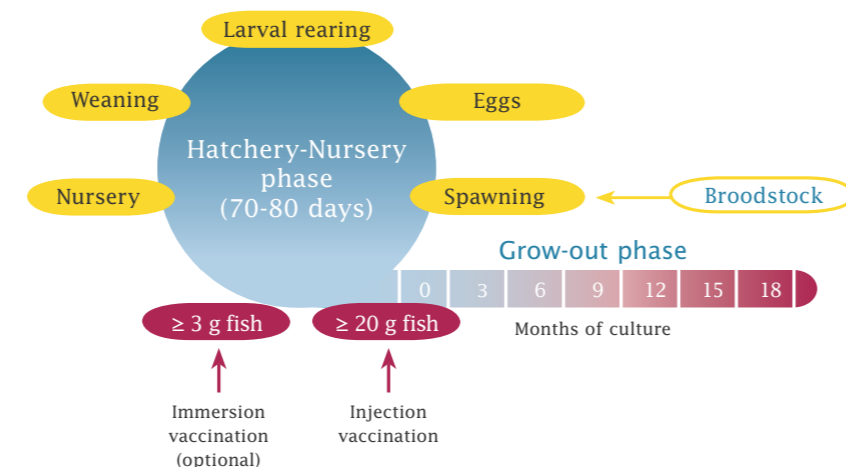 Larval rearing
Weaning
Eggs
Hatchery-Nursery
phase
(70-80 days)
Nursery
Spawning
Broodstock
Grow-out phase
0 3 6 9 12 15 18
Months of culture
≥ 3 g fish
≥ 20 g fish
Immersion
vaccination
(optional)
Injection
vaccination